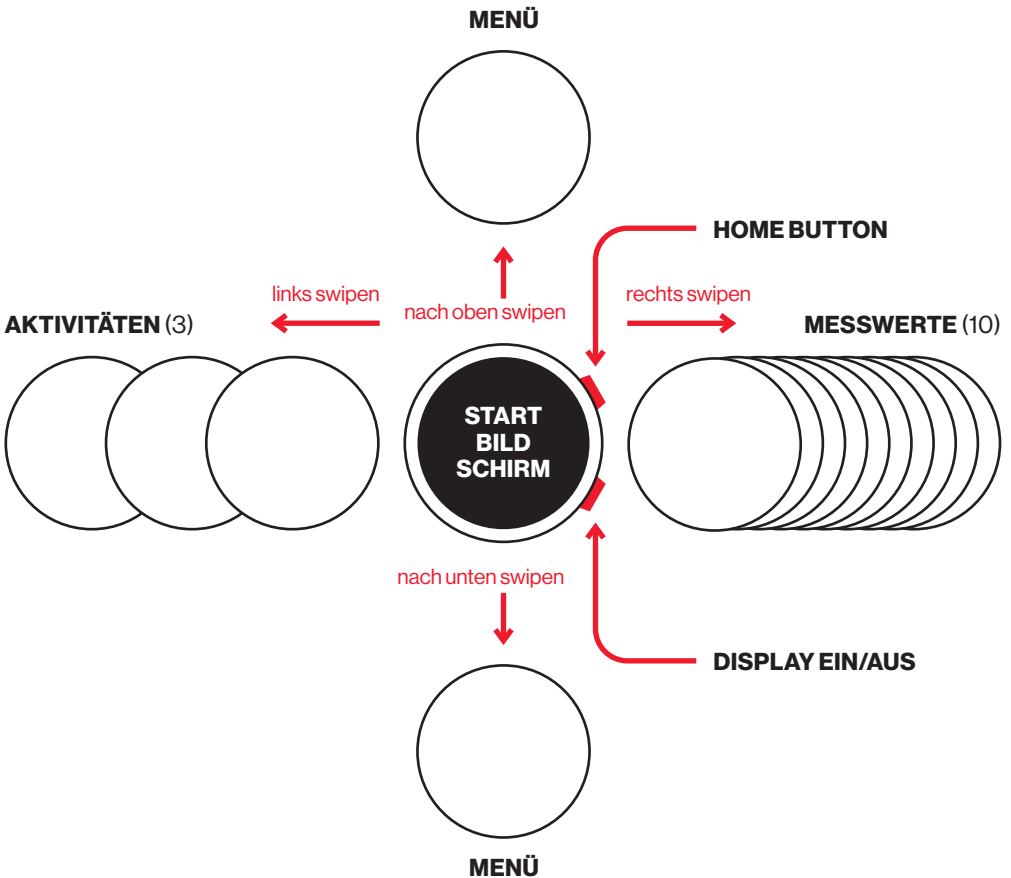 MENÜ
HOME BUTTON
links swipen
nach oben swipen
rechts swipen
AKTIVITÄTEN (3)
MESSWERTE (10)
START
BILD
SCHIRM
nach unten swipen
DISPLAY EIN/AUS
MENÜ